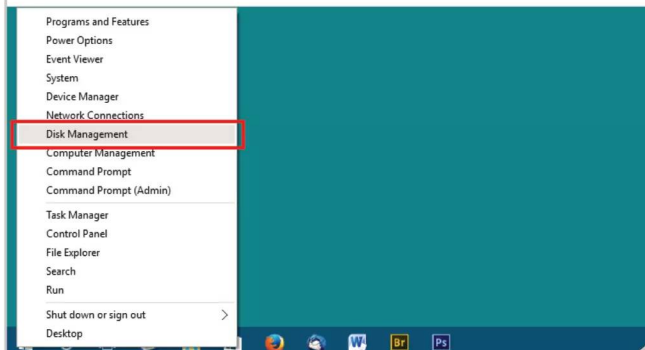 Programs and Features
Power Options
Event Viewer
System
Device Manager
Network Connections
Disk Management
Computer Management
Command Prompt
Command Prompt (Admin)
Task Manager
Control Panel
File Explorer
Search
Run
Shut down or sign out
Desktop
W
Br
Ps